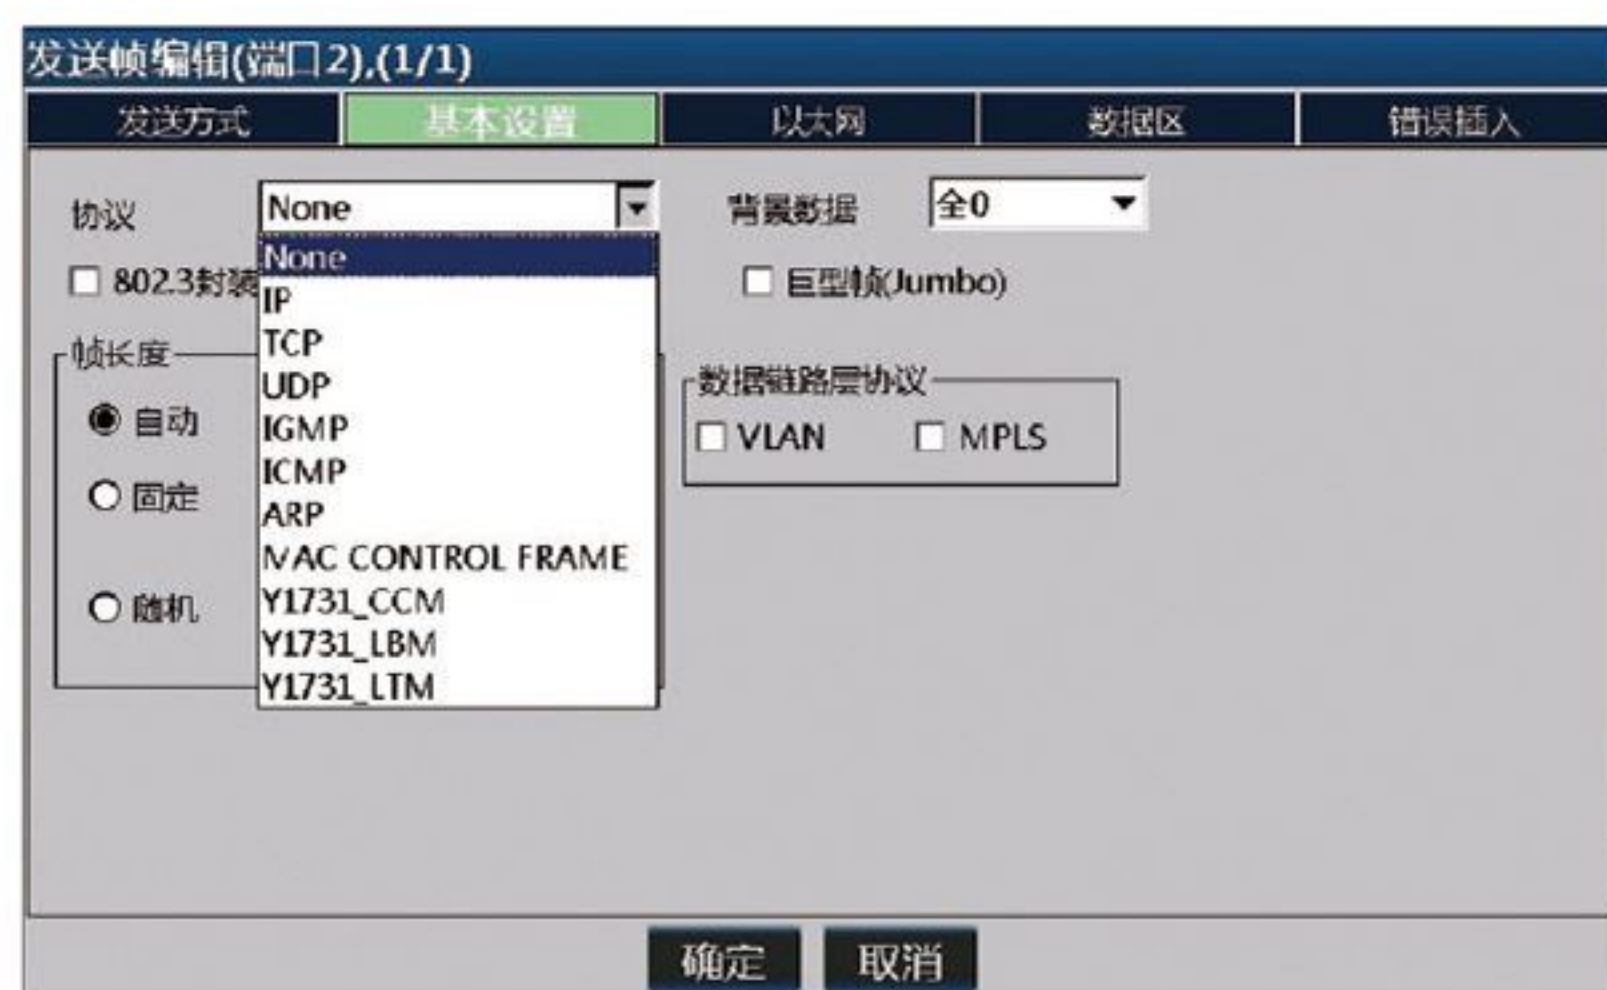 发送帧编辑(端口2),(1/1)
发送方式 基本设置 以太网 数据区 错误插入
协议 None 背景数据 全0
None
802.3封装 巨型帧(Jumbo)
IP
帧长度 TCP
UDP 数据链路层协议
自动 IGMP VLAN MPLS
ICMP
固定 ARP
MAC CONTROL FRAME
随机 Y1731_CCM
Y1731_LBM
Y1731_LTM
确定 取消